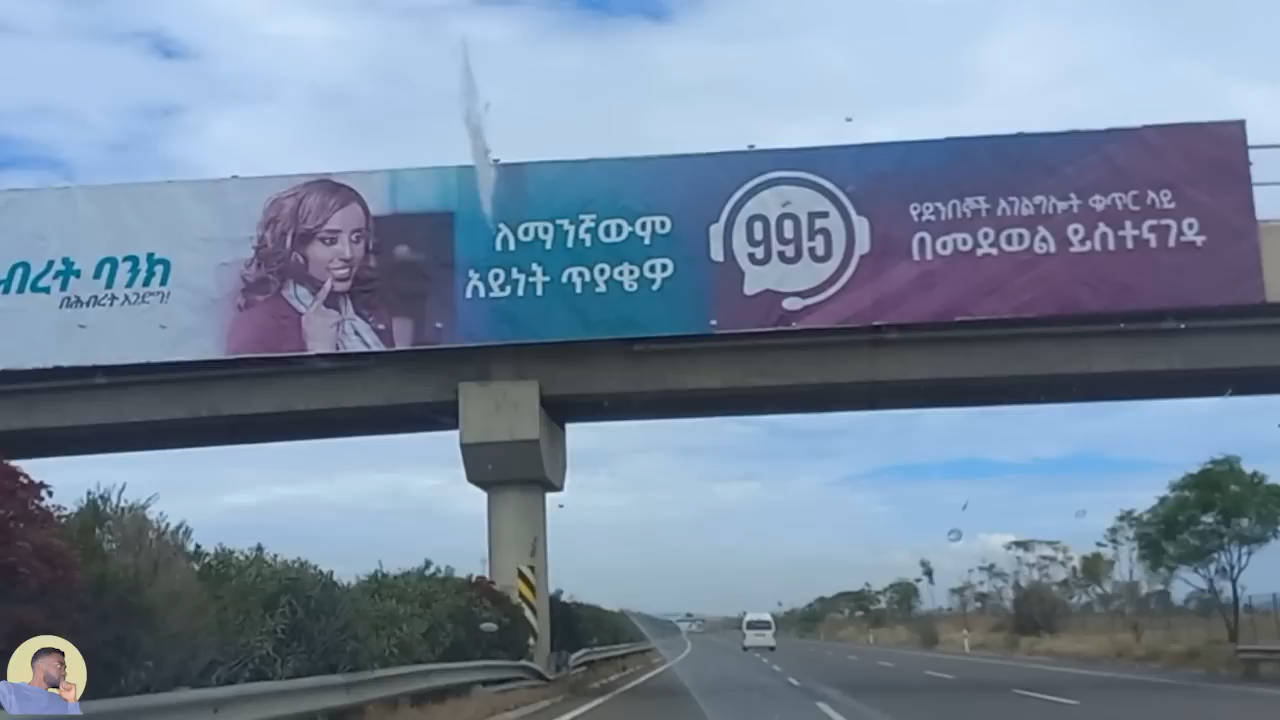 ብረት ባንክ
በሕብረት እንደግ!
ለማንኛውም
አይነት ጥያቄዎ
995
የደንበኞች አገልግሎት ቁጥር ላይ
በመደወል ይስተናገዱ